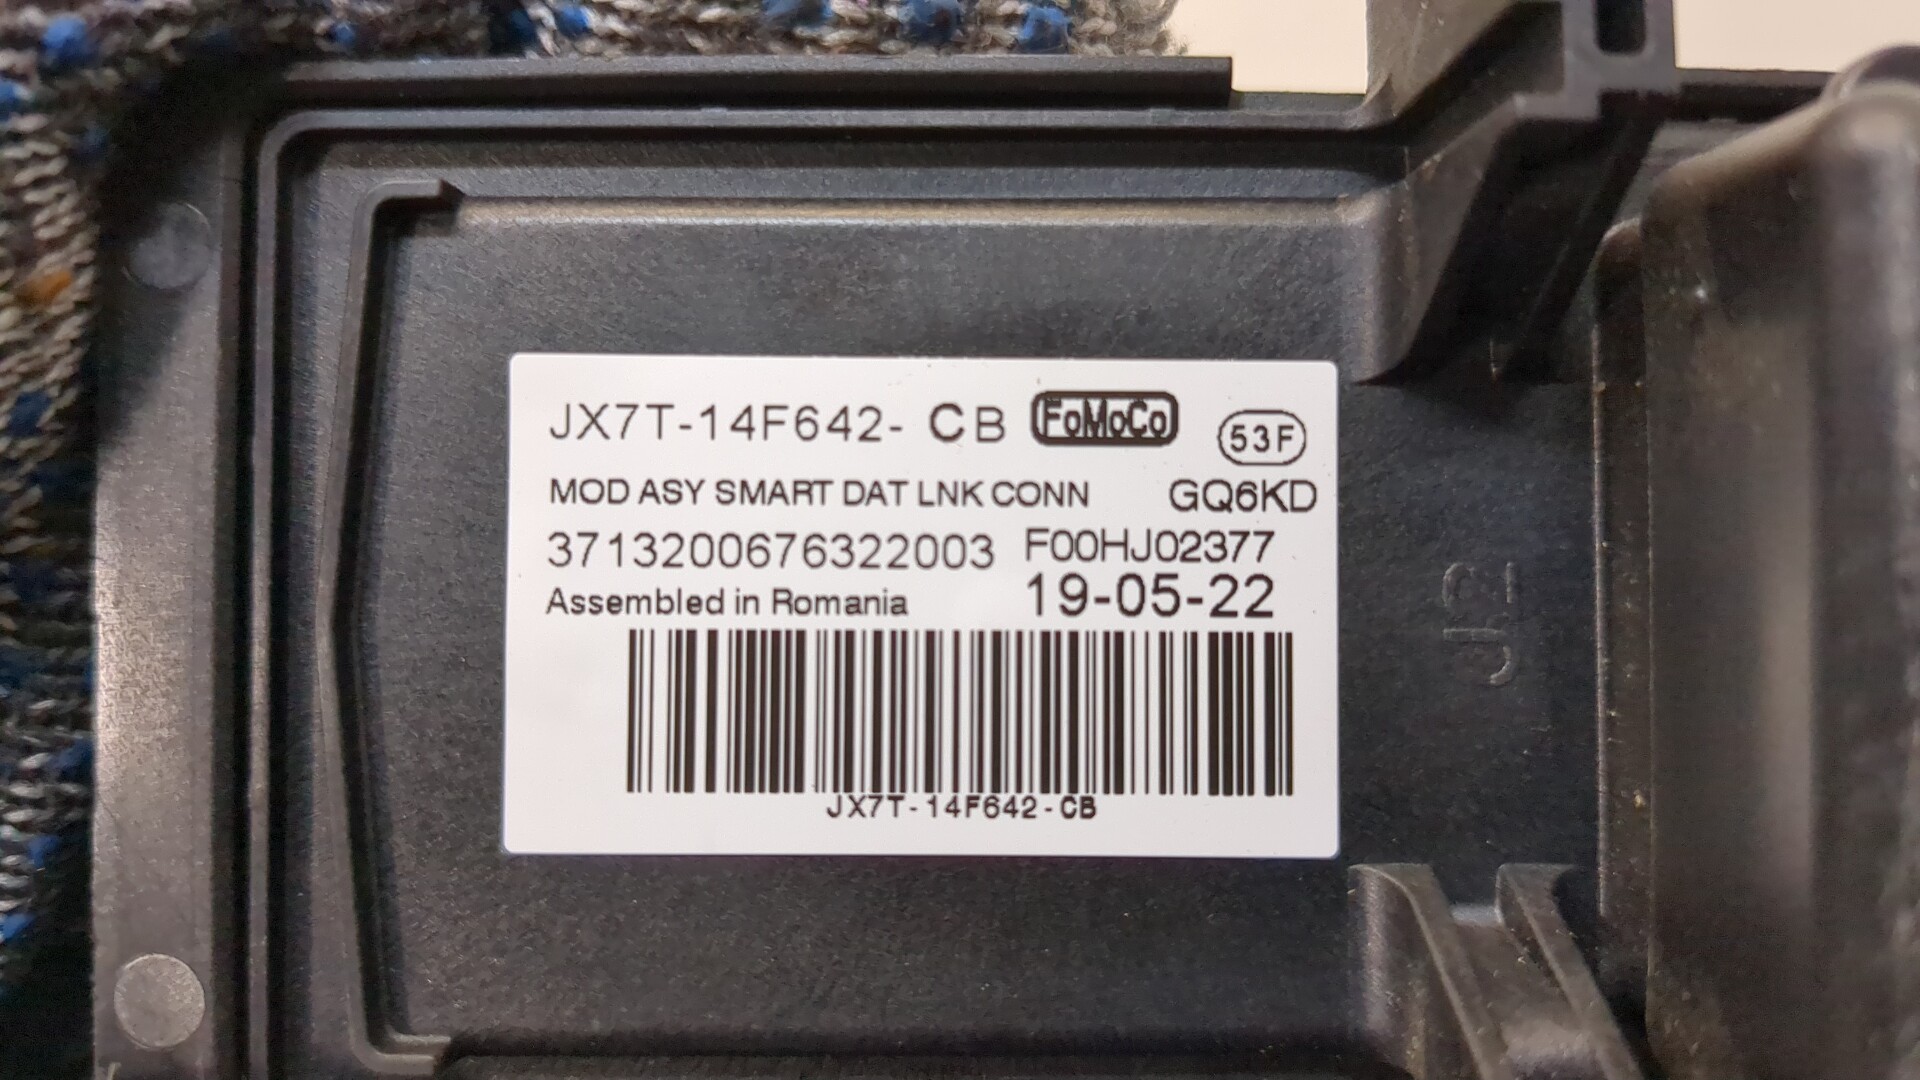 JX7T-14F642- CB FoMoCo 53F
MOD ASY SMART DAT LNK CONN GQ6KD
3713200676322003 F00HJ02377
Assembled in Romania 19-05-22
JX7T-14F642-CB
J2